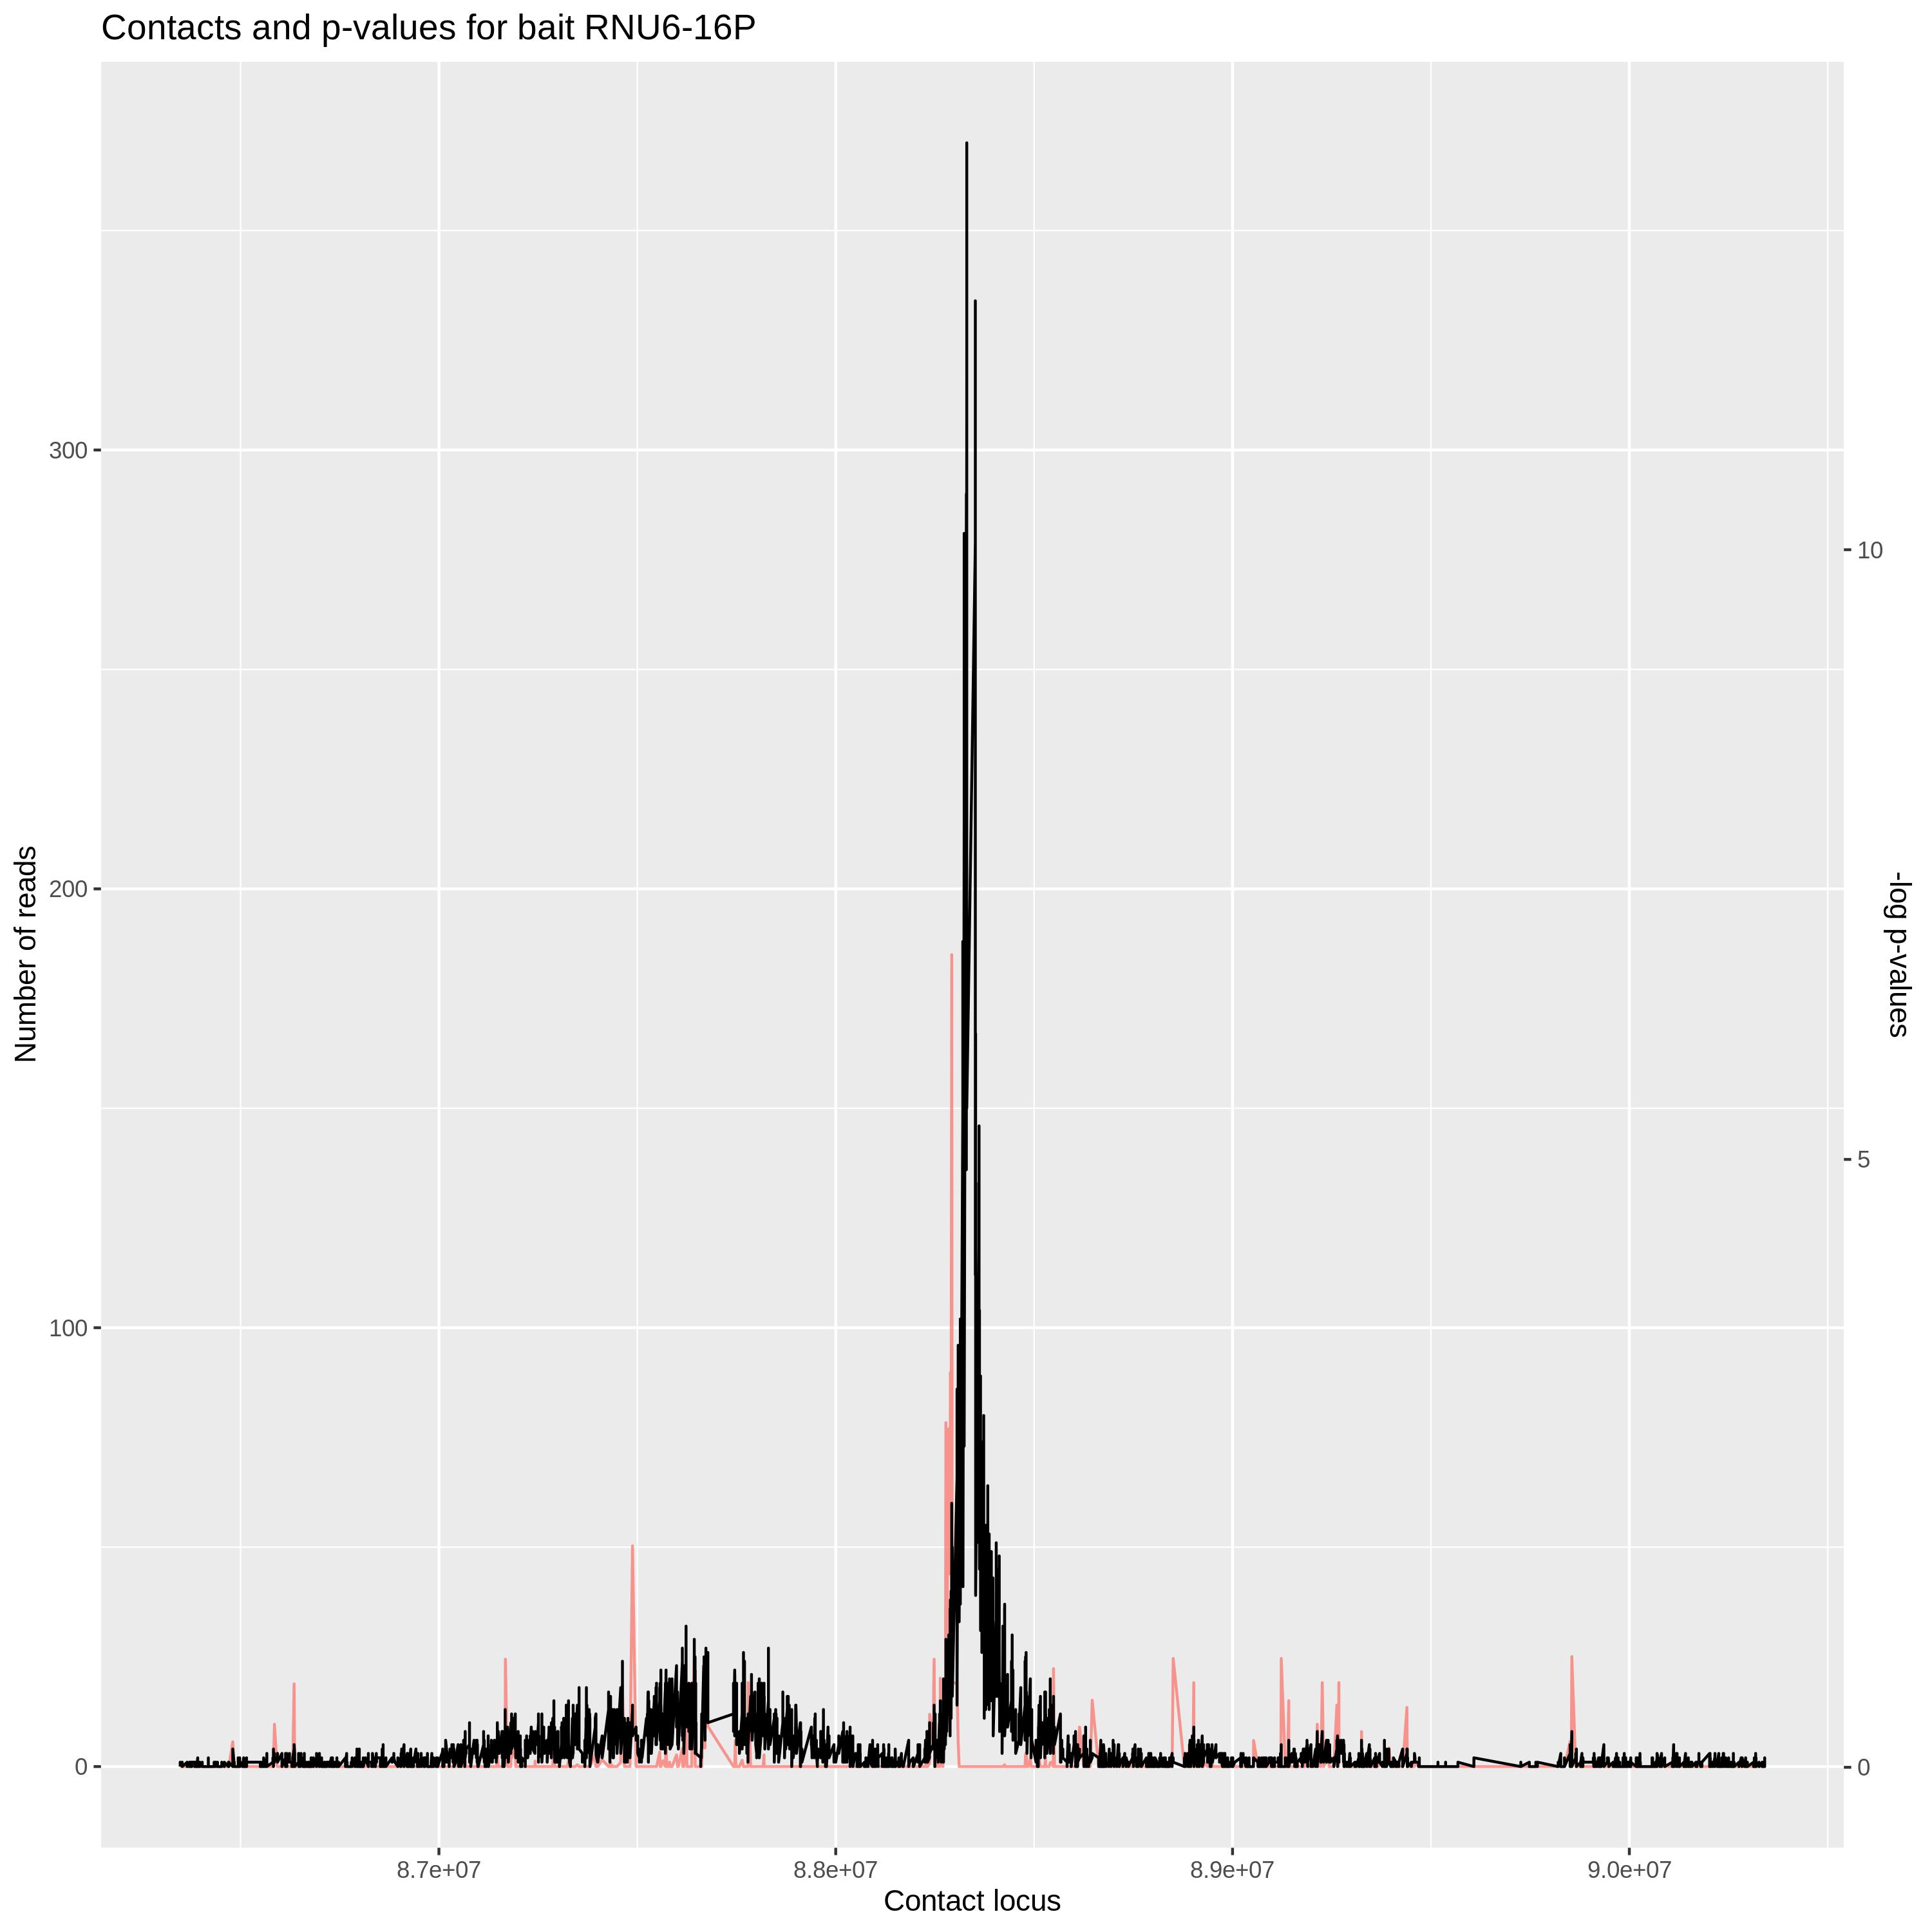 Contacts and p-values for bait RNU6-16P
300
200
100
0
Number of reads
10
5
0
-log p-values
8.7e+07
8.8e+07
8.9e+07
9.0e+07
Contact locus